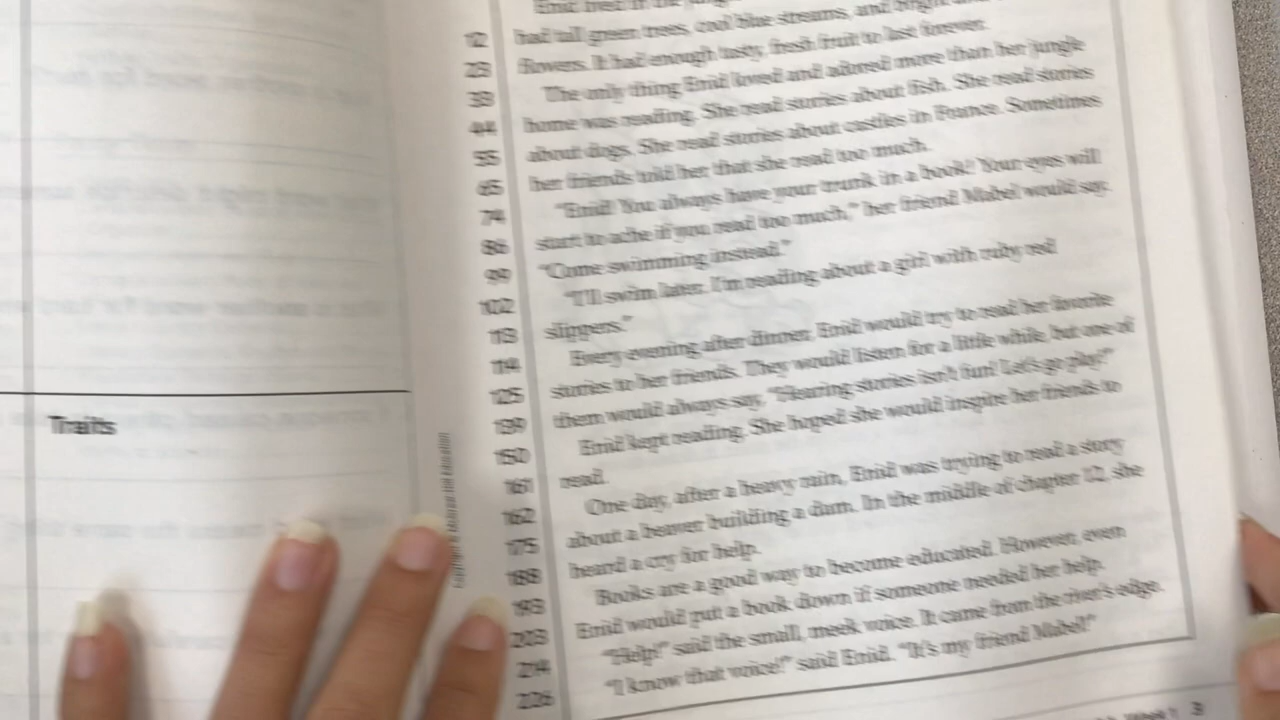 Traits
12 had tall green trees, cool blue streams, and bright
23 flowers. It had enough tasty, fresh fruit to last forever.
33 The only thing Enid loved and adored more than her jungle
44 home was reading. She read stories about fish. She read stories
55 about dogs. She read stories about castles in France. Sometimes
65 her friends told her that she read too much.
74 "Enid! You always have your trunk in a book! Your eyes will
86 start to ache if you read too much," her friend Mabel would say.
99 "Come swimming instead."
102 "I'll swim later. I'm reading about a girl with ruby red
113 slippers."
114 Every evening after dinner, Enid would try to read her favorite
125 stories to her friends. They would listen for a little while, but one of
139 them would always say, "Hearing stories isn't fun! Let's go play!"
150 Enid kept reading. She hoped she would inspire her friends to
161 read.
162 One day, after a heavy rain, Enid was trying to read a story
175 about a beaver building a dam. In the middle of chapter 12, she
188 heard a cry for help.
193 Books are a good way to become educated. However, even
203 Enid would put a book down if someone needed her help.
214 "Help!" said the small, meek voice. It came from the river's edge.
226 "I know that voice!" said Enid. "It's my friend Mabel!"
3